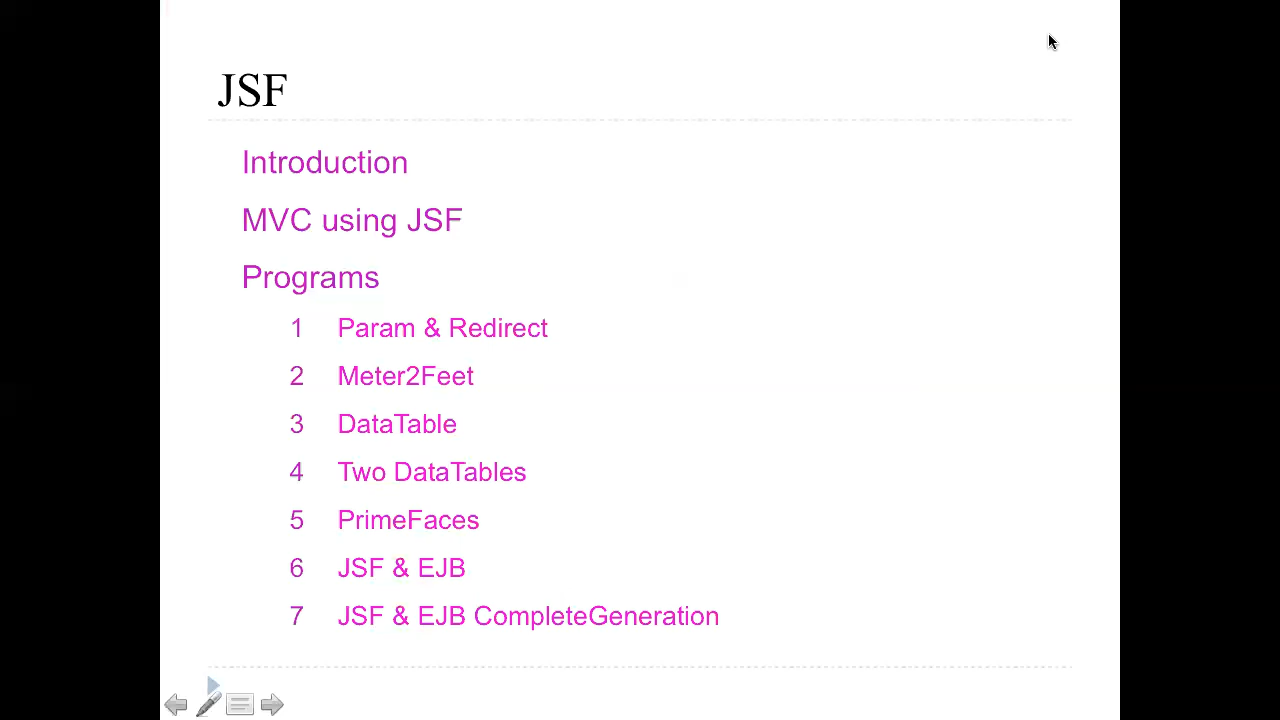 JSF
Introduction
MVC using JSF
Programs
1 Param & Redirect
2 Meter2Feet
3 DataTable
4 Two DataTables
5 PrimeFaces
6 JSF & EJB
7 JSF & EJB CompleteGeneration